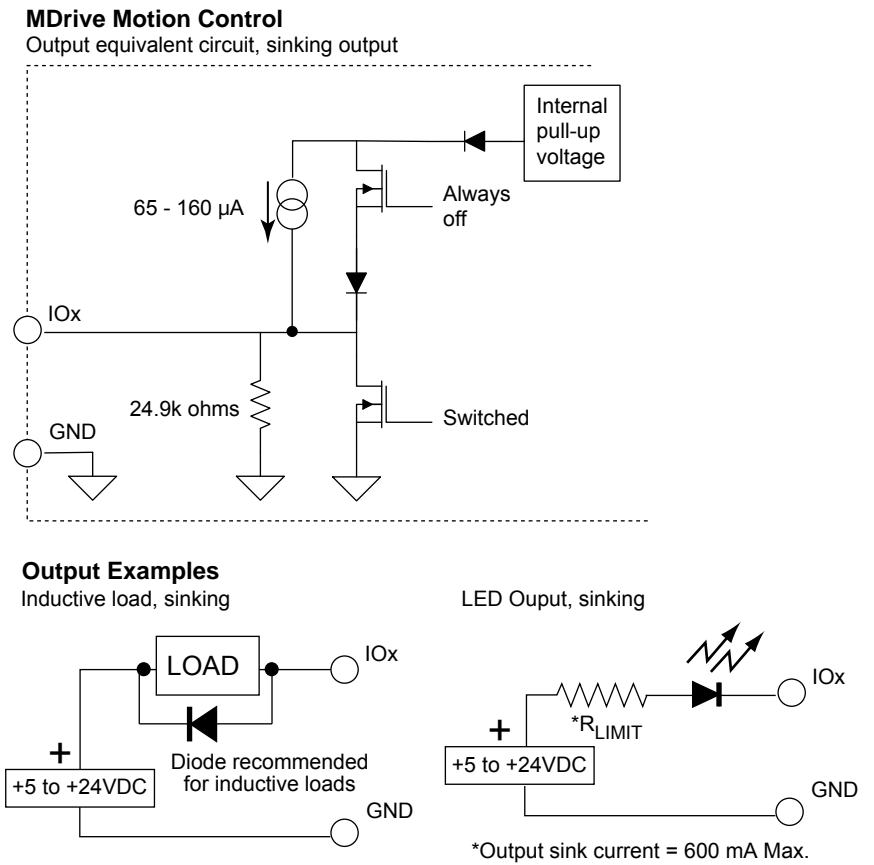 MDrive Motion Control
Output equivalent circuit, sinking output
Internal
pull-up
voltage
65 - 160 µA
Always
off
IOx
24.9k ohms
Switched
GND
Output Examples
Inductive load, sinking
LED Ouput, sinking
LOAD
IOx
IOx
*RLIMIT
+
Diode recommended
for inductive loads
+5 to +24VDC
+
+5 to +24VDC
GND
GND
*Output sink current = 600 mA Max.